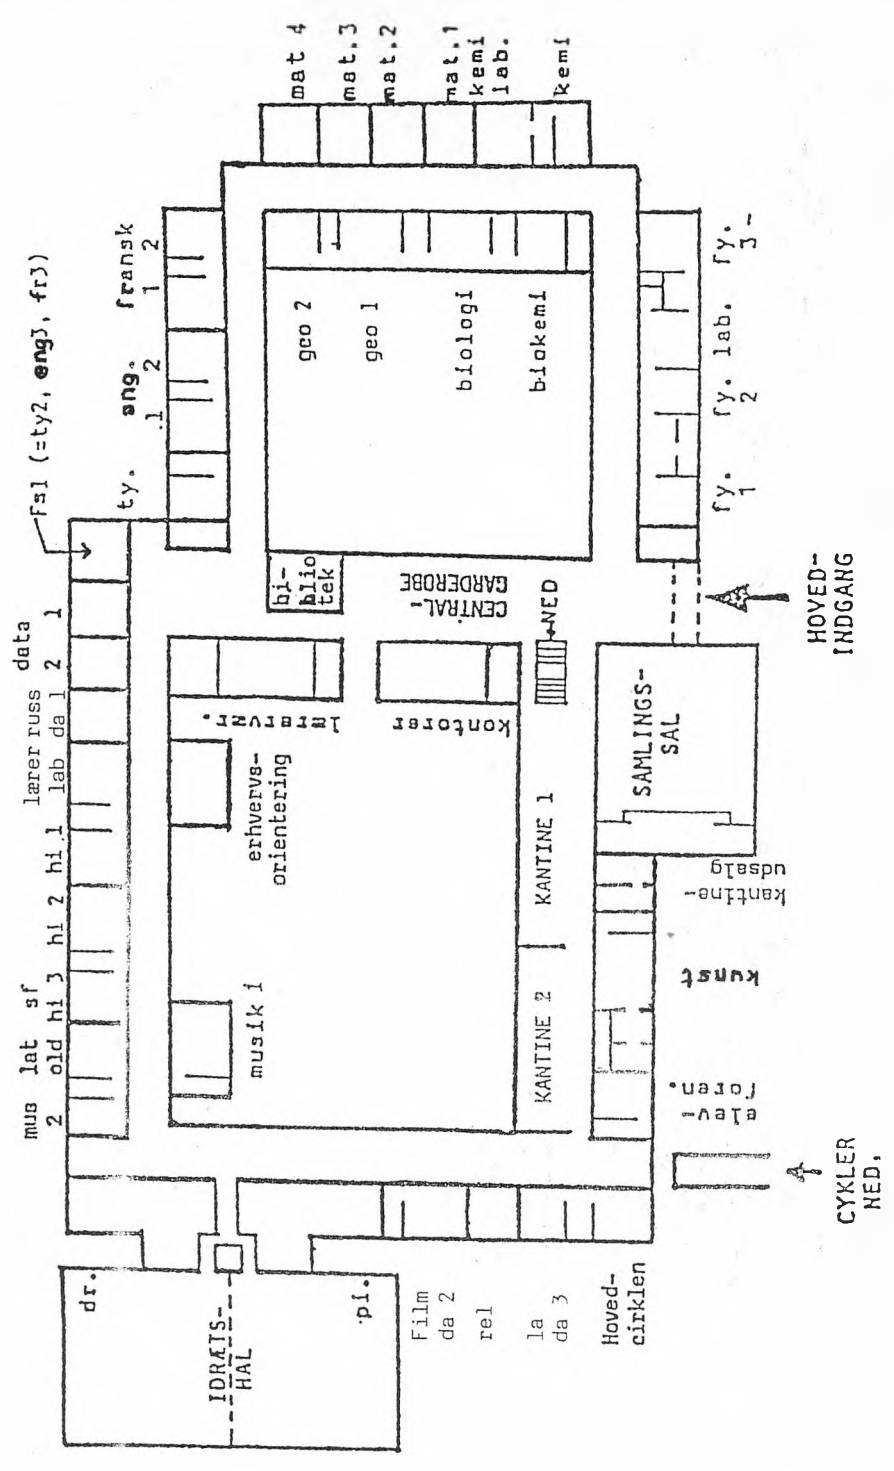 Fsl (=ty2, eng3, fr3)
mus
2
lat
old
sf
hi 3
hi 2
hi.1
lærer
lab
russ
da 1
data
2
1
ty.
eng.
.1
2
fransk
1
2
mat 4
mat.3
mat.2
mat.1
kemi
lab.
kemi
geo 2
geo 1
biologi
biokemi
fy.
1
fy.
2
lab.
fy.
3
bi-
blio
tek
CENTRAL-
GARDEROBE
NED
HOVED-
INDGANG
lærervær.
kontorer
erhvervs-
orientering
musik 1
KANTINE 1
KANTINE 2
SAMLINGS-
SAL
kantine-
udsalg
kunst
elev-
foren.
CYKLER
NED.
dr.
IDRÆTS-
HAL
pi.
Film
da 2
rel
la
da 3
Hoved-
cirklen